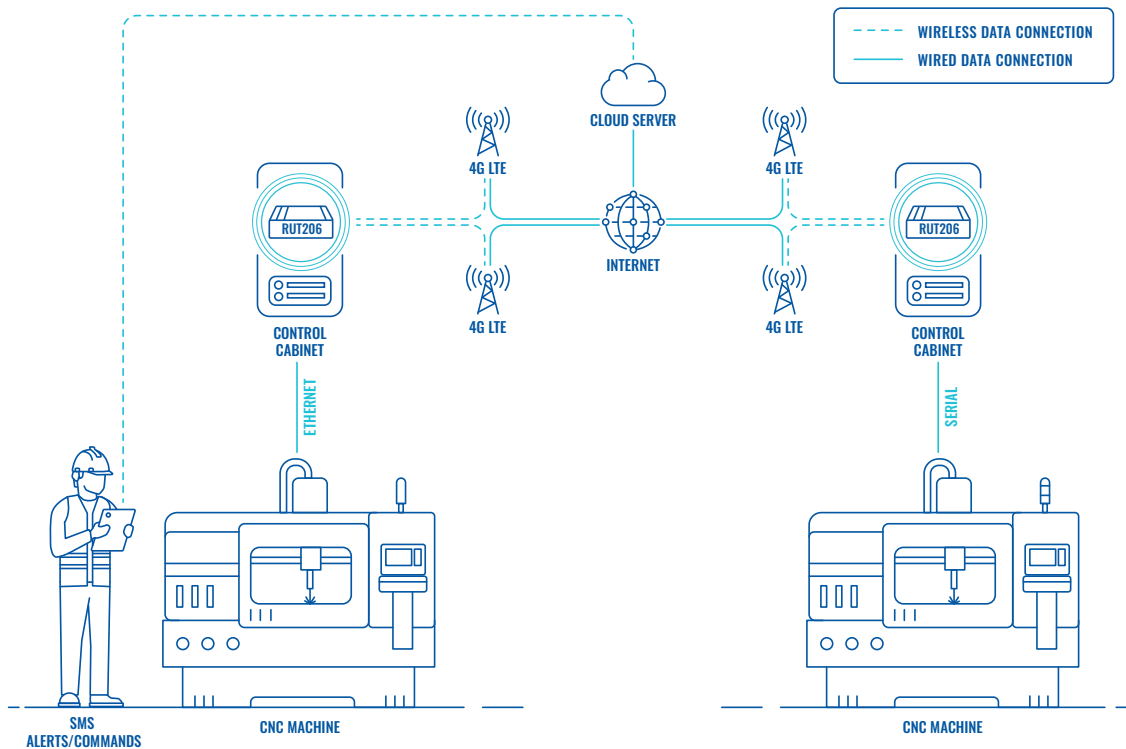 WIRELESS DATA CONNECTION
WIRED DATA CONNECTION
CLOUD SERVER
4G LTE
4G LTE
RUT206
RUT206
INTERNET
4G LTE
4G LTE
CONTROL
CABINET
CONTROL
CABINET
ETHERNET
SERIAL
SMS
ALERTS/COMMANDS
CNC MACHINE
CNC MACHINE